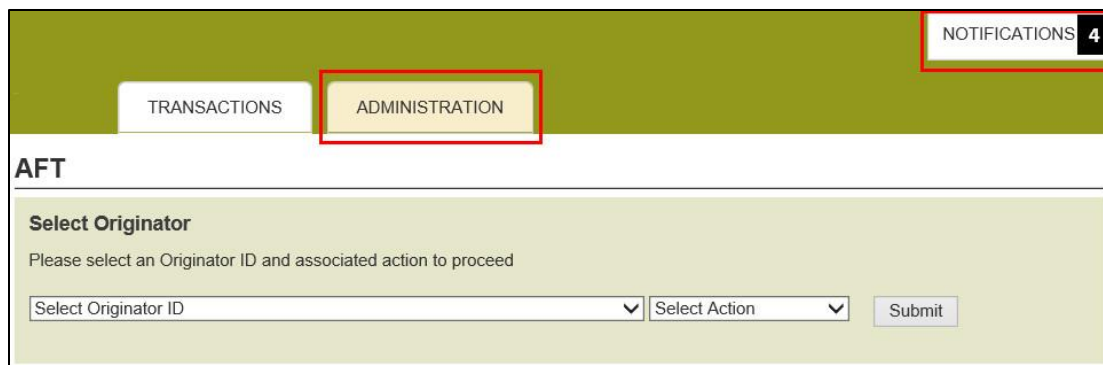 NOTIFICATIONS 4
TRANSACTIONS ADMINISTRATION
AFT
Select Originator
Please select an Originator ID and associated action to proceed
Select Originator ID Select Action Submit